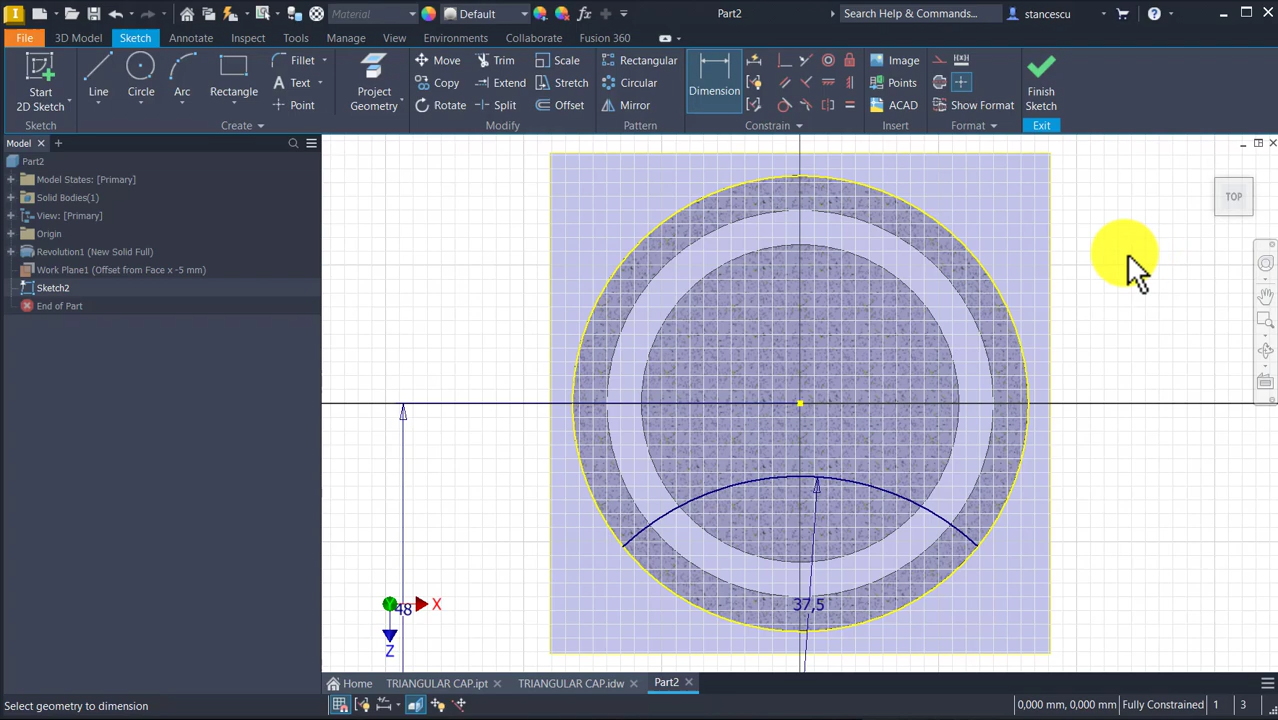 Material
Default
Part2
Search Help & Commands...
stancescu
File
3D Model
Sketch
Annotate
Inspect
Tools
Manage
View
Environments
Collaborate
Fusion 360
Start
2D Sketch
Line
Circle
Arc
Rectangle
Fillet
Text
Point
Project
Geometry
Move
Copy
Rotate
Trim
Extend
Split
Scale
Stretch
Offset
Rectangular
Circular
Mirror
Dimension
Image
Points
ACAD
Show Format
Finish
Sketch
Sketch
Create
Modify
Pattern
Constrain
Insert
Format
Exit
Model
Part2
Model States: [Primary]
Solid Bodies(1)
View: [Primary]
Origin
Revolution1 (New Solid Full)
Work Plane1 (Offset from Face x -5 mm)
Sketch2
End of Part
TOP
37,5
48
X
Z
Home
TRIANGULAR CAP.ipt
TRIANGULAR CAP.idw
Part2
Select geometry to dimension
0,000 mm, 0,000 mm
Fully Constrained
1
3